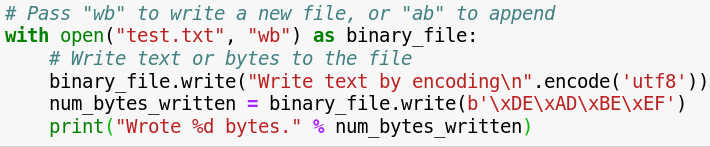 # Pass "wb" to write a new file, or "ab" to append
with open("test.txt", "wb") as binary_file:
    # Write text or bytes to the file
    binary_file.write("Write text by encoding\n".encode('utf8'))
    num_bytes_written = binary_file.write(b'\xDE\xAD\xBE\xEF')
    print("Wrote %d bytes." % num_bytes_written)